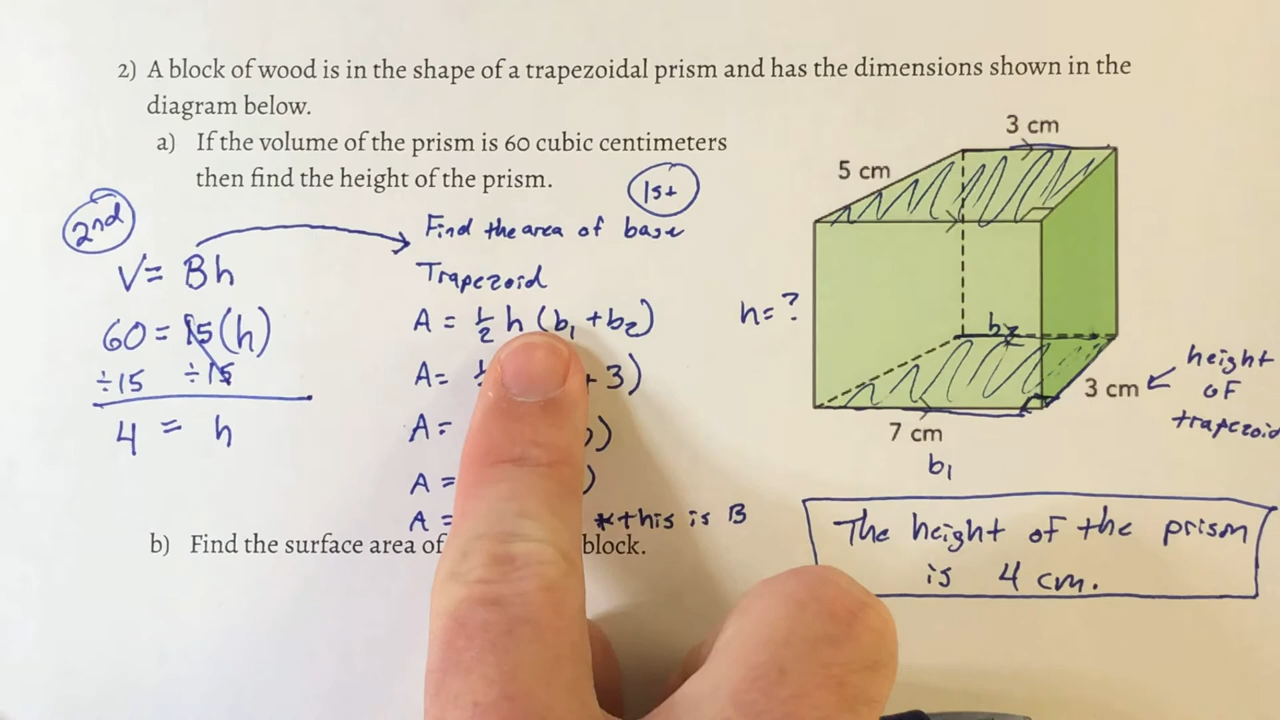 2) A block of wood is in the shape of a trapezoidal prism and has the dimensions shown in the
diagram below.
a) If the volume of the prism is 60 cubic centimeters
then find the height of the prism.
2nd
V = Bh
60 = 15(h)
÷15 ÷15
4 = h
1st
Find the area of base
Trapezoid
A = 1/2 h (b₁ + b₂)
A = + 3)
A = )
A = )
A = *this is B
3 cm
5 cm
h = ?
b₂
3 cm
height
of
trapezoid
7 cm
b₁
The height of the prism
is 4 cm.
b) Find the surface area of block.